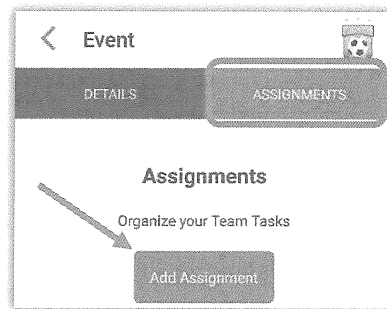 Event
DETAILS
ASSIGNMENTS
Assignments
Organize your Team Tasks
Add Assignment